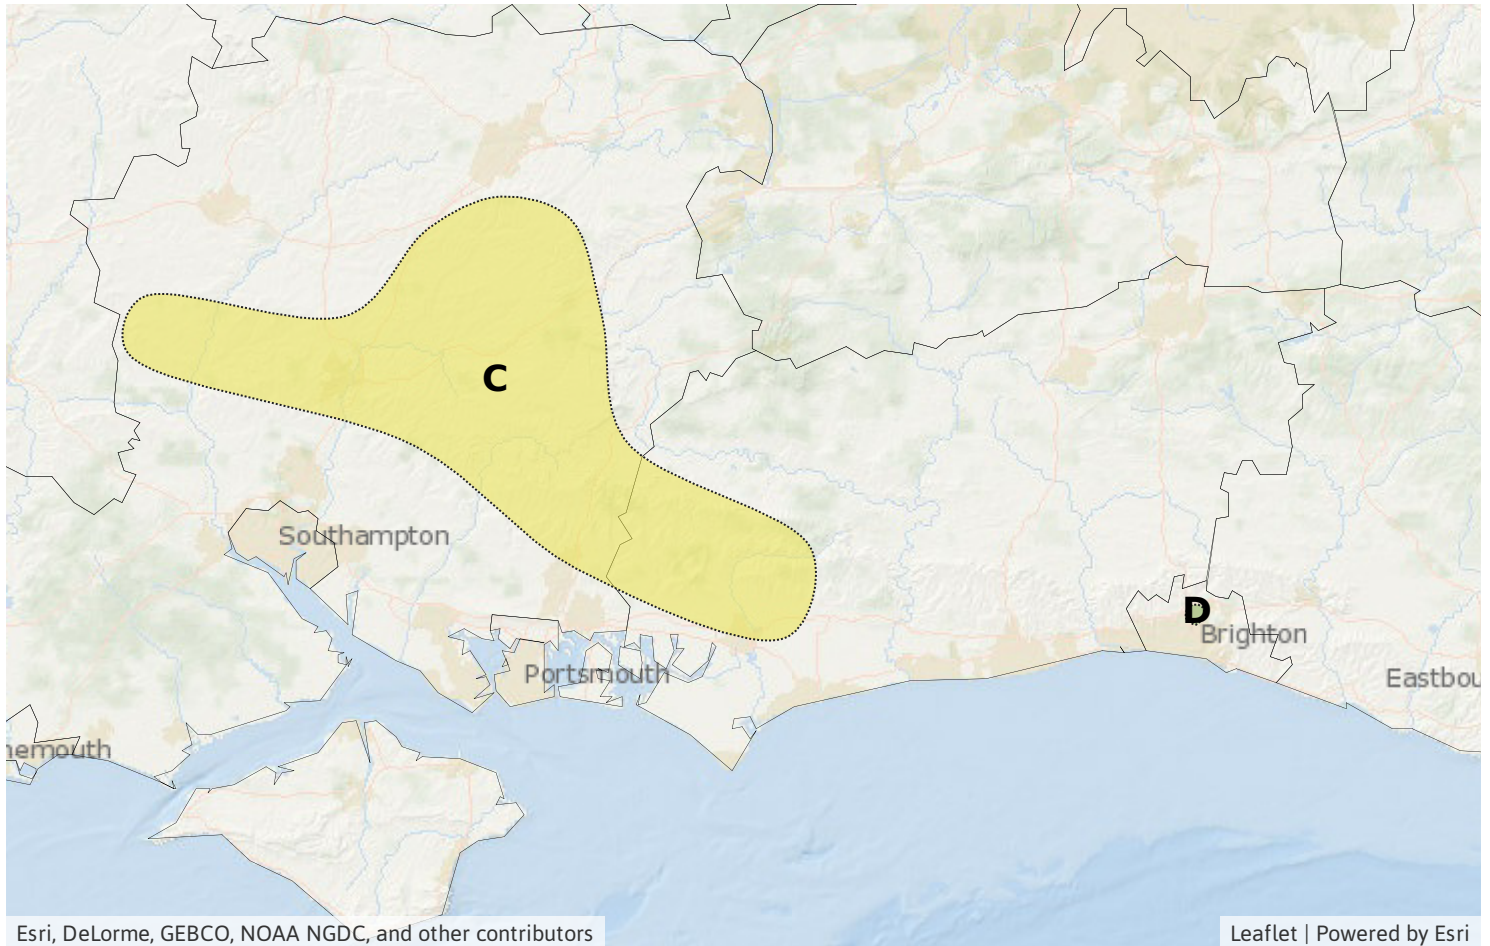 C
Southampton
D
Brighton
Portsmouth
Eastbou
nemouth
Esri, DeLorme, GEBCO, NOAA NGDC, and other contributors
Leaflet | Powered by Esri